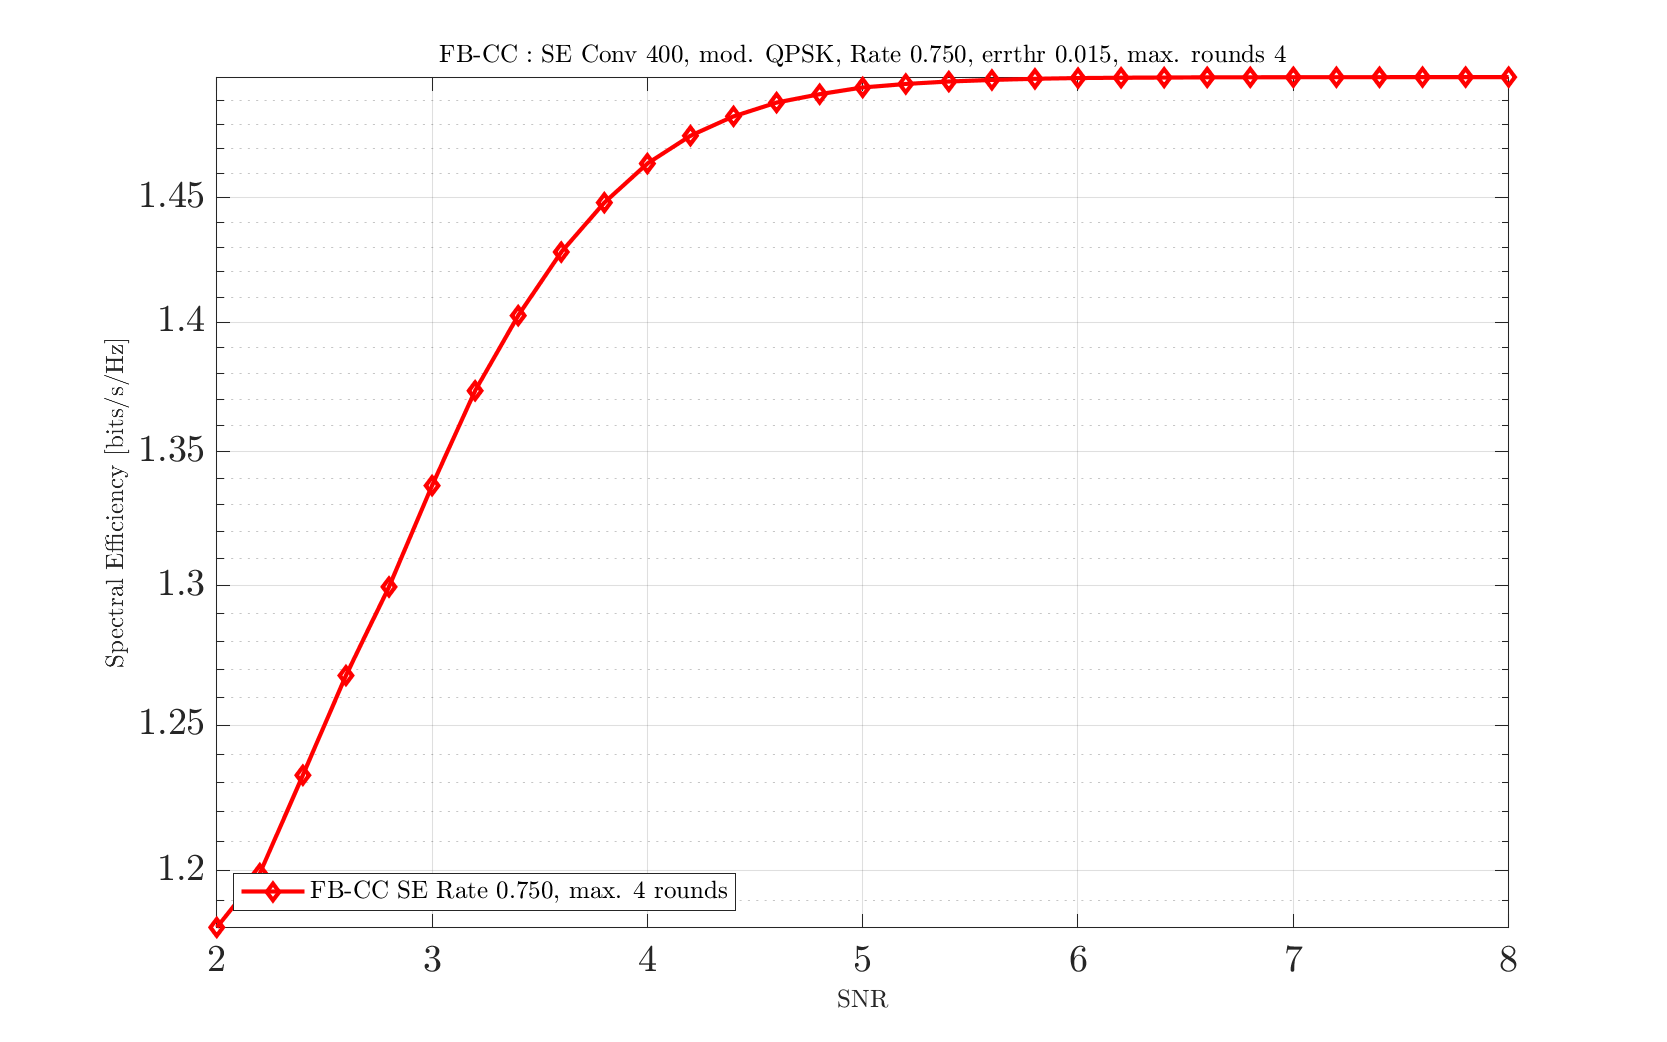 FB-CC : SE Conv 400, mod. QPSK, Rate 0.750, errthr 0.015, max. rounds 4
Spectral Efficiency [bits/s/Hz]
1.45
1.4
1.35
1.3
1.25
1.2
FB-CC SE Rate 0.750, max. 4 rounds
2 3 4 5 6 7 8
SNR